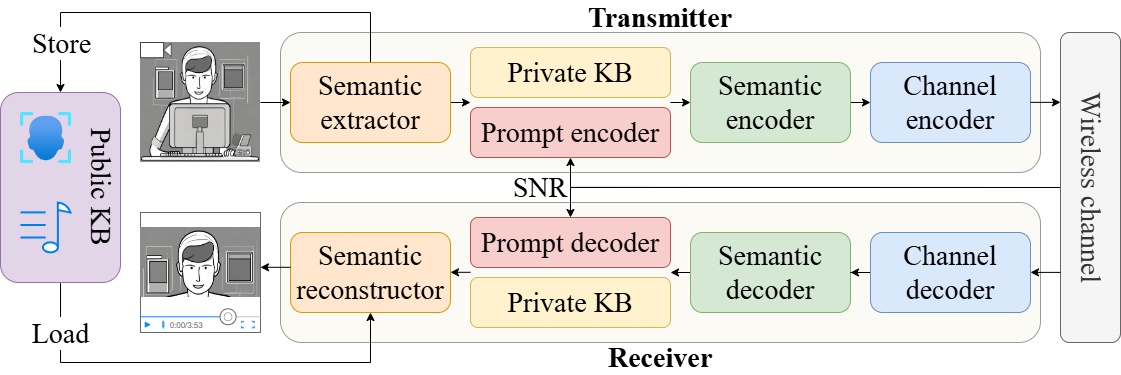 Transmitter
Store
Semantic
extractor
Private KB
Prompt encoder
Semantic
encoder
Channel
encoder
Wireless channel
Public KB
SNR
Semantic
reconstructor
Prompt decoder
Private KB
Semantic
decoder
Channel
decoder
0:00/3:53
Load
Receiver